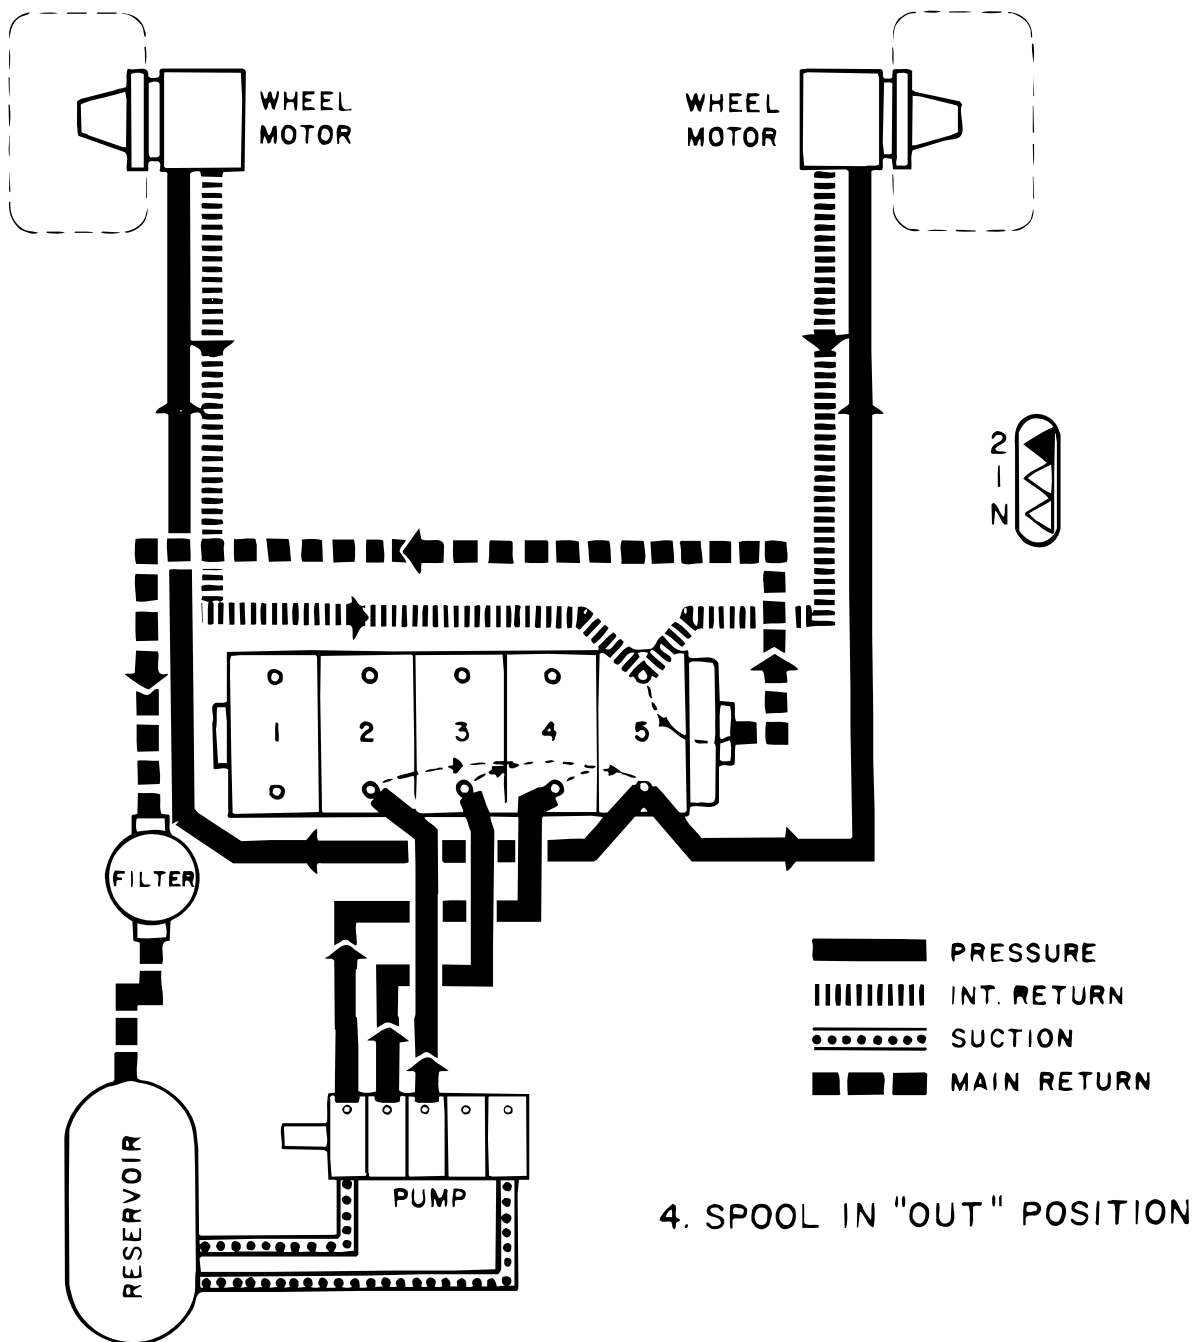 WHEEL
MOTOR
WHEEL
MOTOR
2
I
N
1 2 3 4 5
FILTER
PRESSURE
INT. RETURN
SUCTION
MAIN RETURN
RESERVOIR
PUMP
4. SPOOL IN "OUT" POSITION